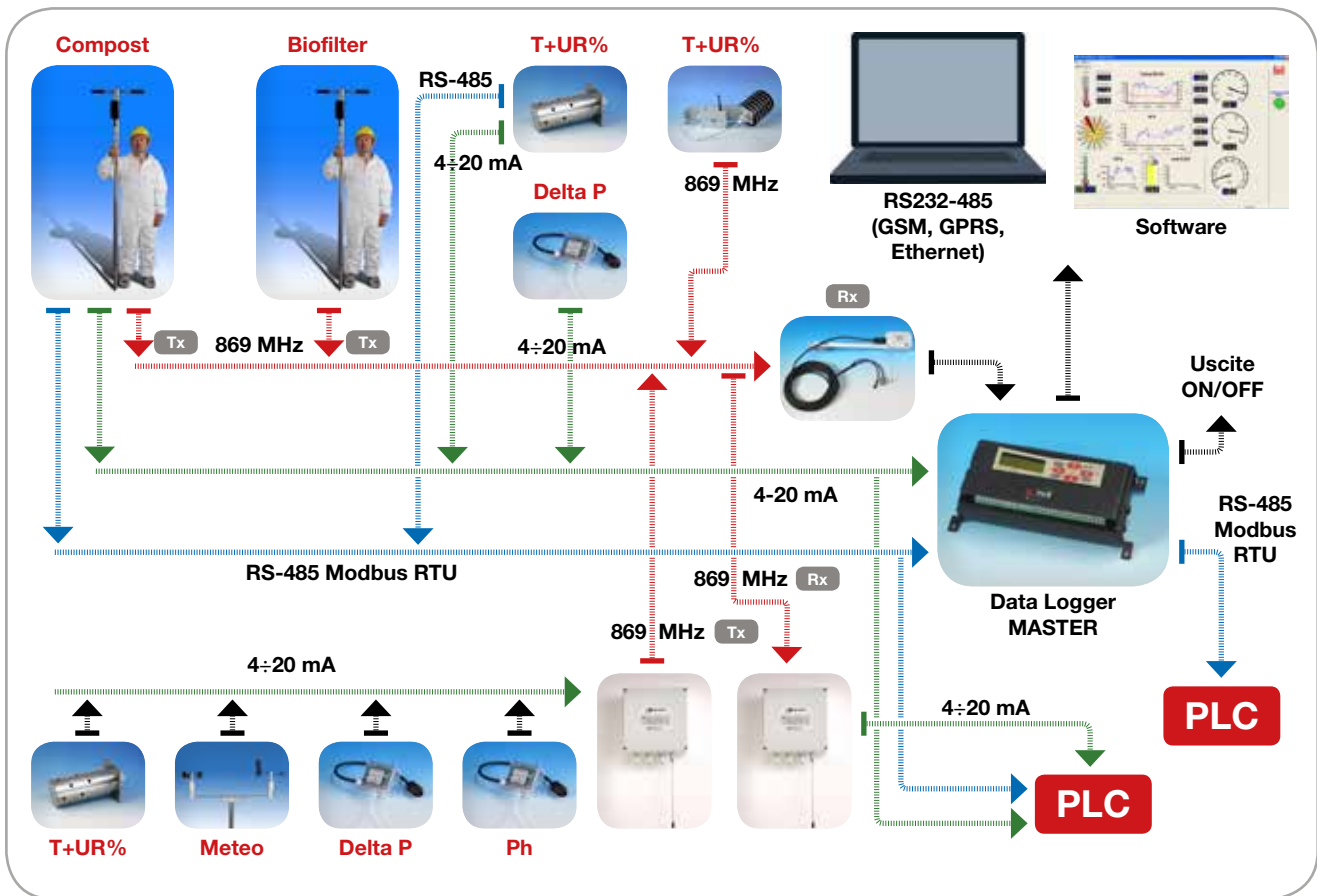 Compost
Biofilter
T+UR%
T+UR%
RS-485
4÷20 mA
869 MHz
Delta P
RS232-485
(GSM, GPRS,
Ethernet)
Software
Rx
Tx
869 MHz
Tx
4÷20 mA
Uscite
ON/OFF
4-20 mA
RS-485
Modbus
RTU
RS-485 Modbus RTU
869 MHz
Rx
Data Logger
MASTER
869 MHz
Tx
4÷20 mA
4÷20 mA
PLC
PLC
T+UR%
Meteo
Delta P
Ph